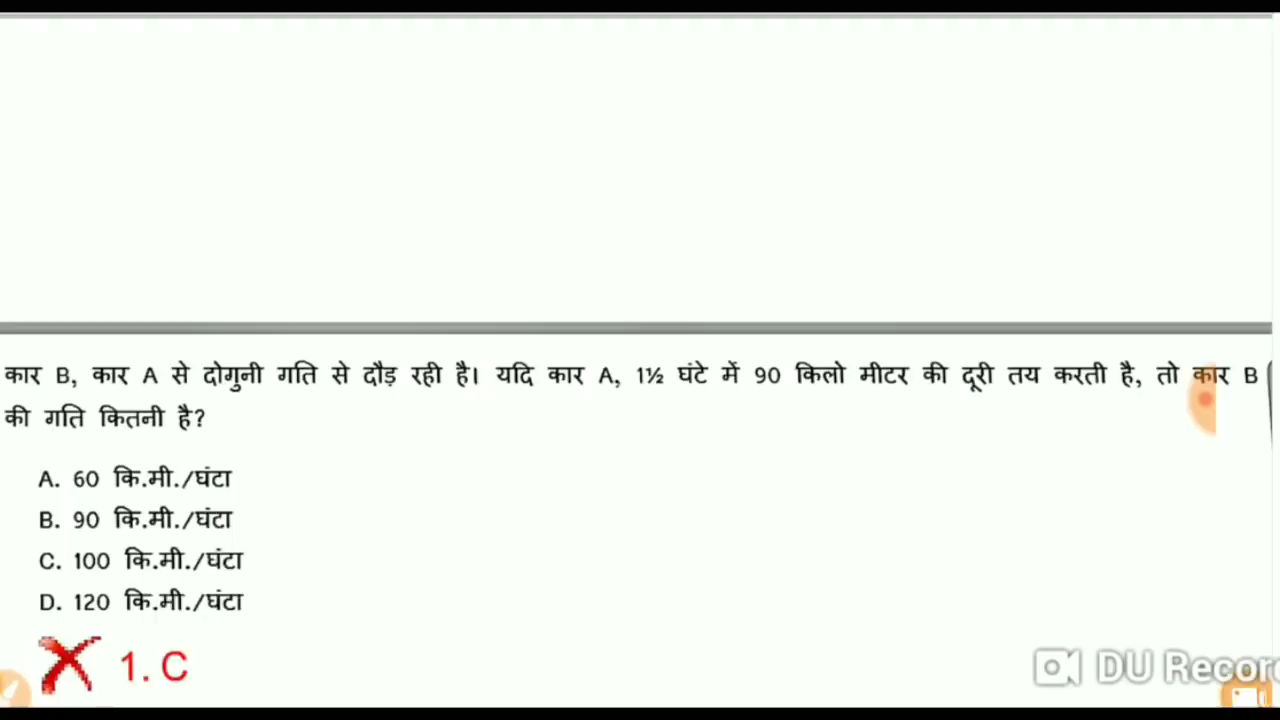 कार B, कार A से दोगुनी गति से दौड़ रही है। यदि कार A, 1½ घंटे में 90 किलो मीटर की दूरी तय करती है, तो कार B
की गति कितनी है?
A. 60 कि.मी./घंटा
B. 90 कि.मी./घंटा
C. 100 कि.मी./घंटा
D. 120 कि.मी./घंटा
1. C
DU Recor